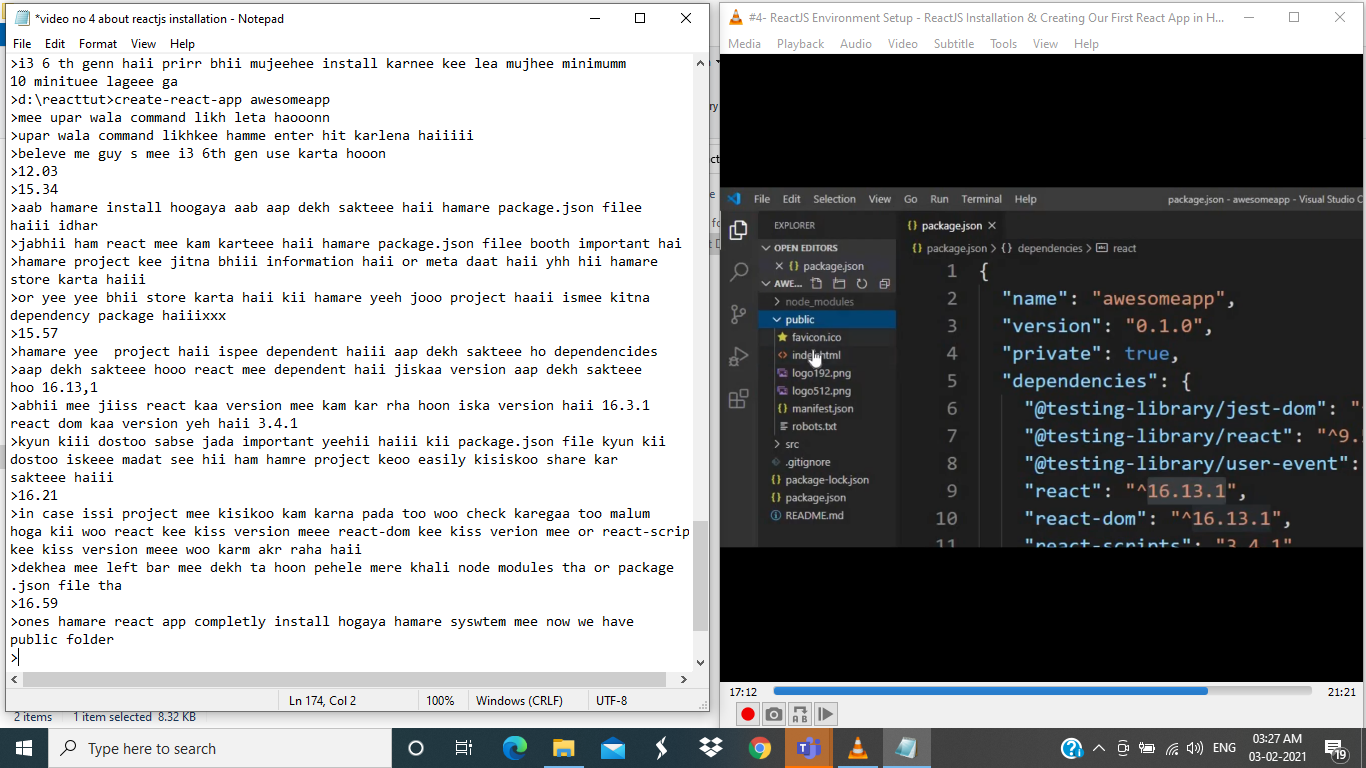 *video no 4 about reactjs installation - Notepad
File Edit Format View Help
>i3 6 th genn haii prirr bhii mujeehee install karnee kee lea mujhee minimumm
10 minituee lageee ga
>d:\reacttut>create-react-app awesomeapp
>mee upar wala command likh leta haooonn
>upar wala command likhkee hamme enter hit karlena haiiiii
>beleve me guy s mee i3 6th gen use karta hooon
>12.03
>15.34
>aab hamare install hoogaya aab aap dekh sakteee haii hamare package.json filee
haiii idhar
>jabhii ham react mee kam karteee haii hamare package.json filee booth important hai
>hamare project kee jitna bhiii information haii or meta daat haii yhh hii hamare
store karta haiii
>or yee yee bhii store karta haii kii hamare yeeh jooo project haaii ismee kitna
dependency package haiiixxx
>15.57
>hamare yee  project haii ispee dependent haiii aap dekh sakteee ho dependencides
>aap dekh sakteee hooo react mee dependent haii jiskaa version aap dekh sakteee
hoo 16.13,1
>abhii mee jiiss react kaa version mee kam kar rha hoon iska version haii 16.3.1
react dom kaa version yeh haii 3.4.1
>kyun kiii dostoo sabse jada important yeehii haiii kii package.json file kyun kii
dostoo iskeee madat see hii ham hamre project keoo easily kisiskoo share kar
sakteee haiii
>16.21
>in case issi project mee kisikoo kam karna pada too woo check karegaa too malum
hoga kii woo react kee kiss version meee react-dom kee kiss verion mee or react-scrip
kee kiss version meee woo karm akr raha haii
>dekhea mee left bar mee dekh ta hoon pehele mere khali node modules tha or package
.json file tha
>16.59
>ones hamare react app completly install hogaya hamare syswtem mee now we have
public folder
>
Ln 174, Col 2 100% Windows (CRLF) UTF-8
2 items 1 item selected 8.32 KB
#4- ReactJS Environment Setup - ReactJS Installation & Creating Our First React App in H...
Media Playback Audio Video Subtitle Tools View Help
File Edit Selection View Go Run Terminal Help package.json - awesomeapp - Visual Studio C
EXPLORER
OPEN EDITORS
package.json
AWE...
node_modules
public
favicon.ico
index.html
logo192.png
logo512.png
manifest.json
robots.txt
src
.gitignore
package-lock.json
package.json
README.md
{} package.json
{} package.json > {} dependencies > react
1 {
2 "name": "awesomeapp",
3 "version": "0.1.0",
4 "private": true,
5 "dependencies": {
6 "@testing-library/jest-dom": "
7 "@testing-library/react": "^9.
8 "@testing-library/user-event":
9 "react": "^16.13.1",
10 "react-dom": "^16.13.1",
11 "react-scripts": "3.4.1"
17:12 21:21
Type here to search
ENG
03:27 AM
03-02-2021
19